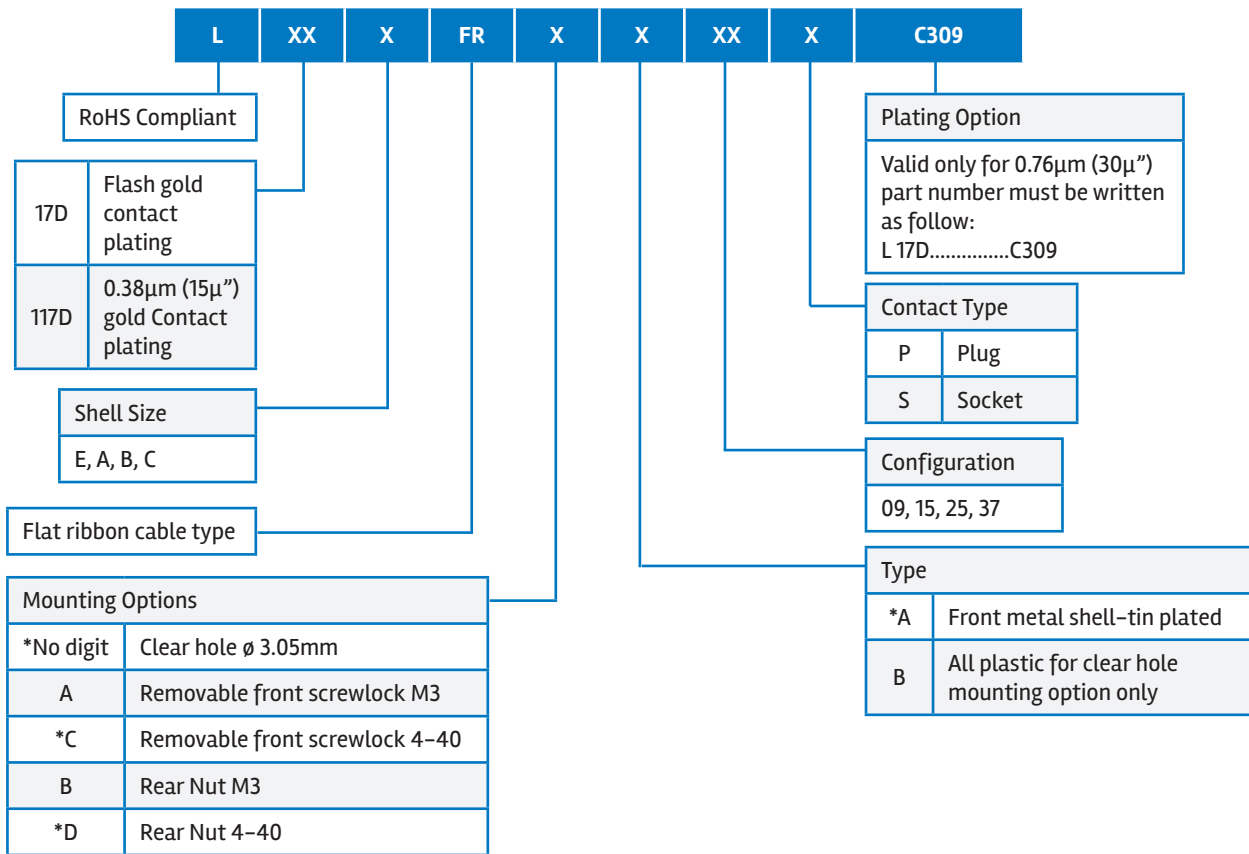 L XX X FR X X XX X C309
RoHS Compliant
17D Flash gold
contact
plating
117D 0.38µm (15µ”)
gold Contact
plating
Shell Size
E, A, B, C
Flat ribbon cable type
Mounting Options
*No digit Clear hole ø 3.05mm
A Removable front screwlock M3
*C Removable front screwlock 4-40
B Rear Nut M3
*D Rear Nut 4-40
Plating Option
Valid only for 0.76µm (30µ”)
part number must be written
as follow:
L 17D...............C309
Contact Type
P Plug
S Socket
Configuration
09, 15, 25, 37
Type
*A Front metal shell-tin plated
B All plastic for clear hole
mounting option only